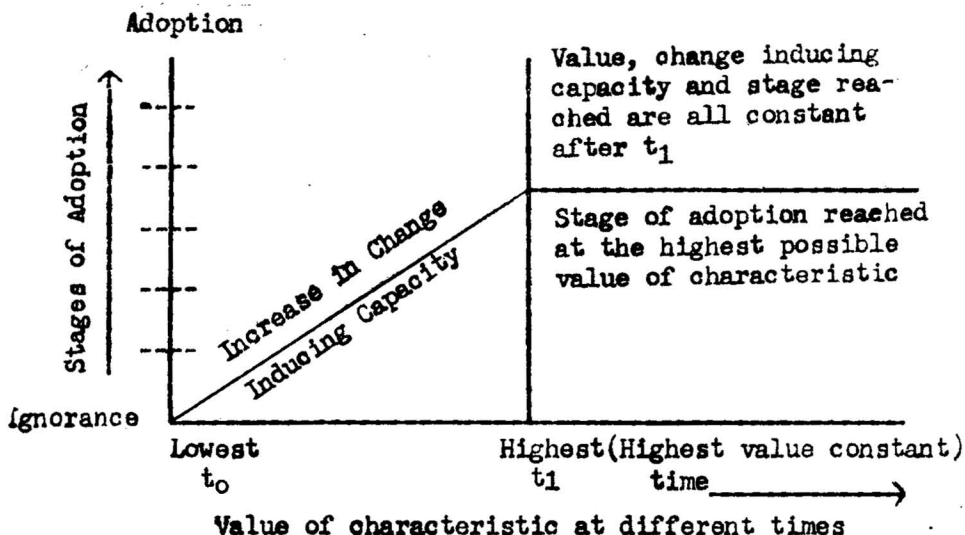 Adoption
Value, change inducing
capacity and stage rea-
ched are all constant
after t1
Stages of Adoption
Increase in Change
Inducing Capacity
Stage of adoption reached
at the highest possible
value of characteristic
Ignorance
Lowest
to
Highest(Highest value constant)
t1
time
Value of characteristic at different times